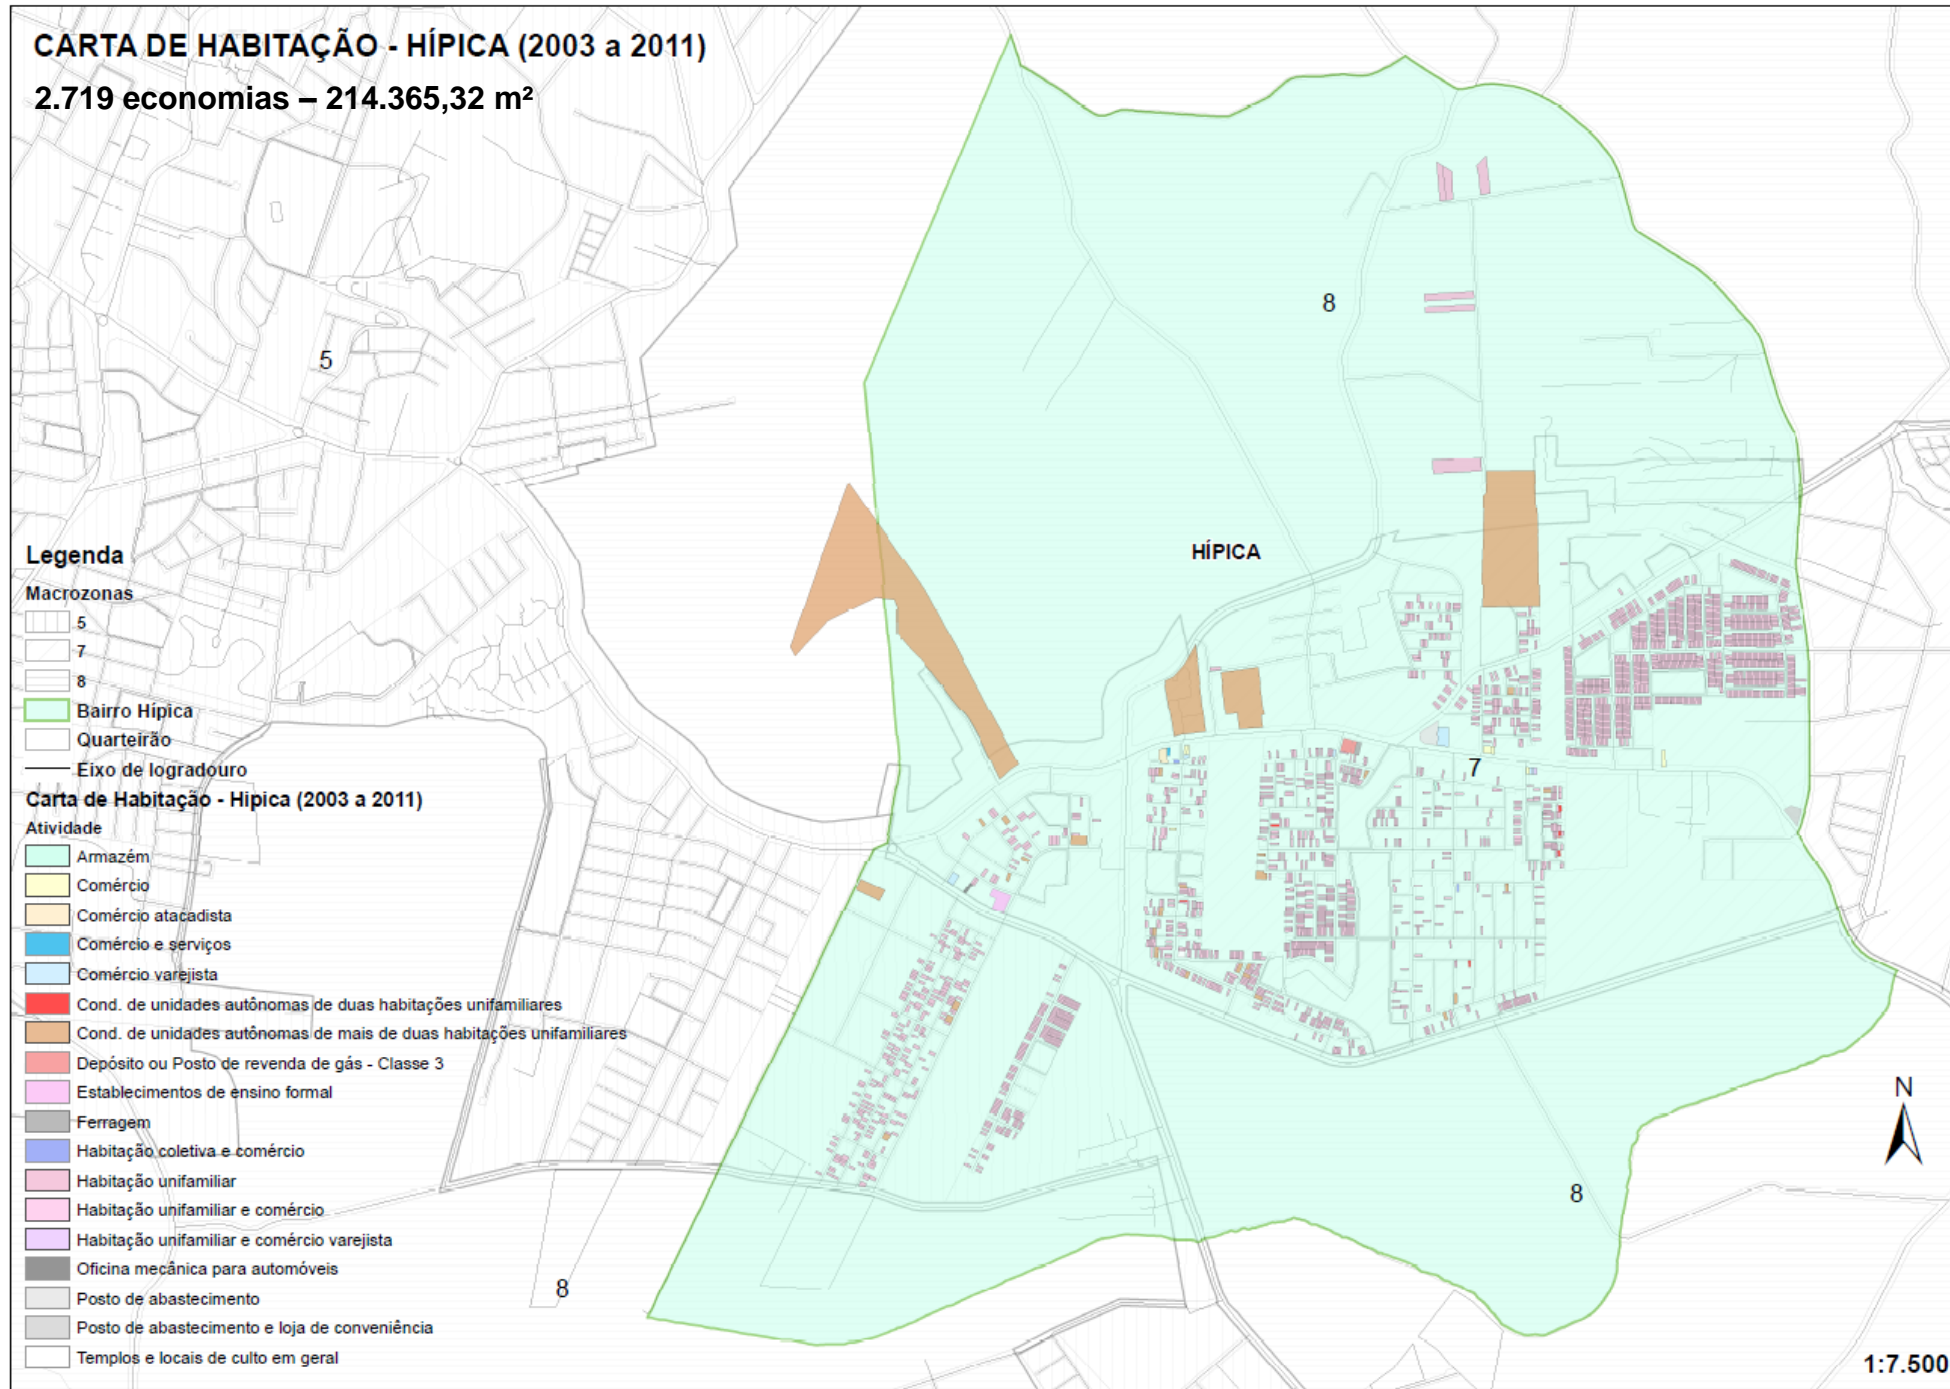 CARTA DE HABITAÇÃO - HÍPICA (2003 a 2011)
2.719 economias – 214.365,32 m²
5
8
HÍPICA
7
8
8
Legenda
Macrozonas
5
7
8
Bairro Hípica
Quarteirão
Eixo de logradouro
Carta de Habitação - Hipica (2003 a 2011)
Atividade
Armazém
Comércio
Comércio atacadista
Comércio e serviços
Comércio varejista
Cond. de unidades autônomas de duas habitações unifamiliares
Cond. de unidades autônomas de mais de duas habitações unifamiliares
Depósito ou Posto de revenda de gás - Classe 3
Establecimentos de ensino formal
Ferragem
Habitação coletiva e comércio
Habitação unifamiliar
Habitação unifamiliar e comércio
Habitação unifamiliar e comércio varejista
Oficina mecânica para automóveis
Posto de abastecimento
Posto de abastecimento e loja de conveniência
Templos e locais de culto em geral
N
1:7.500